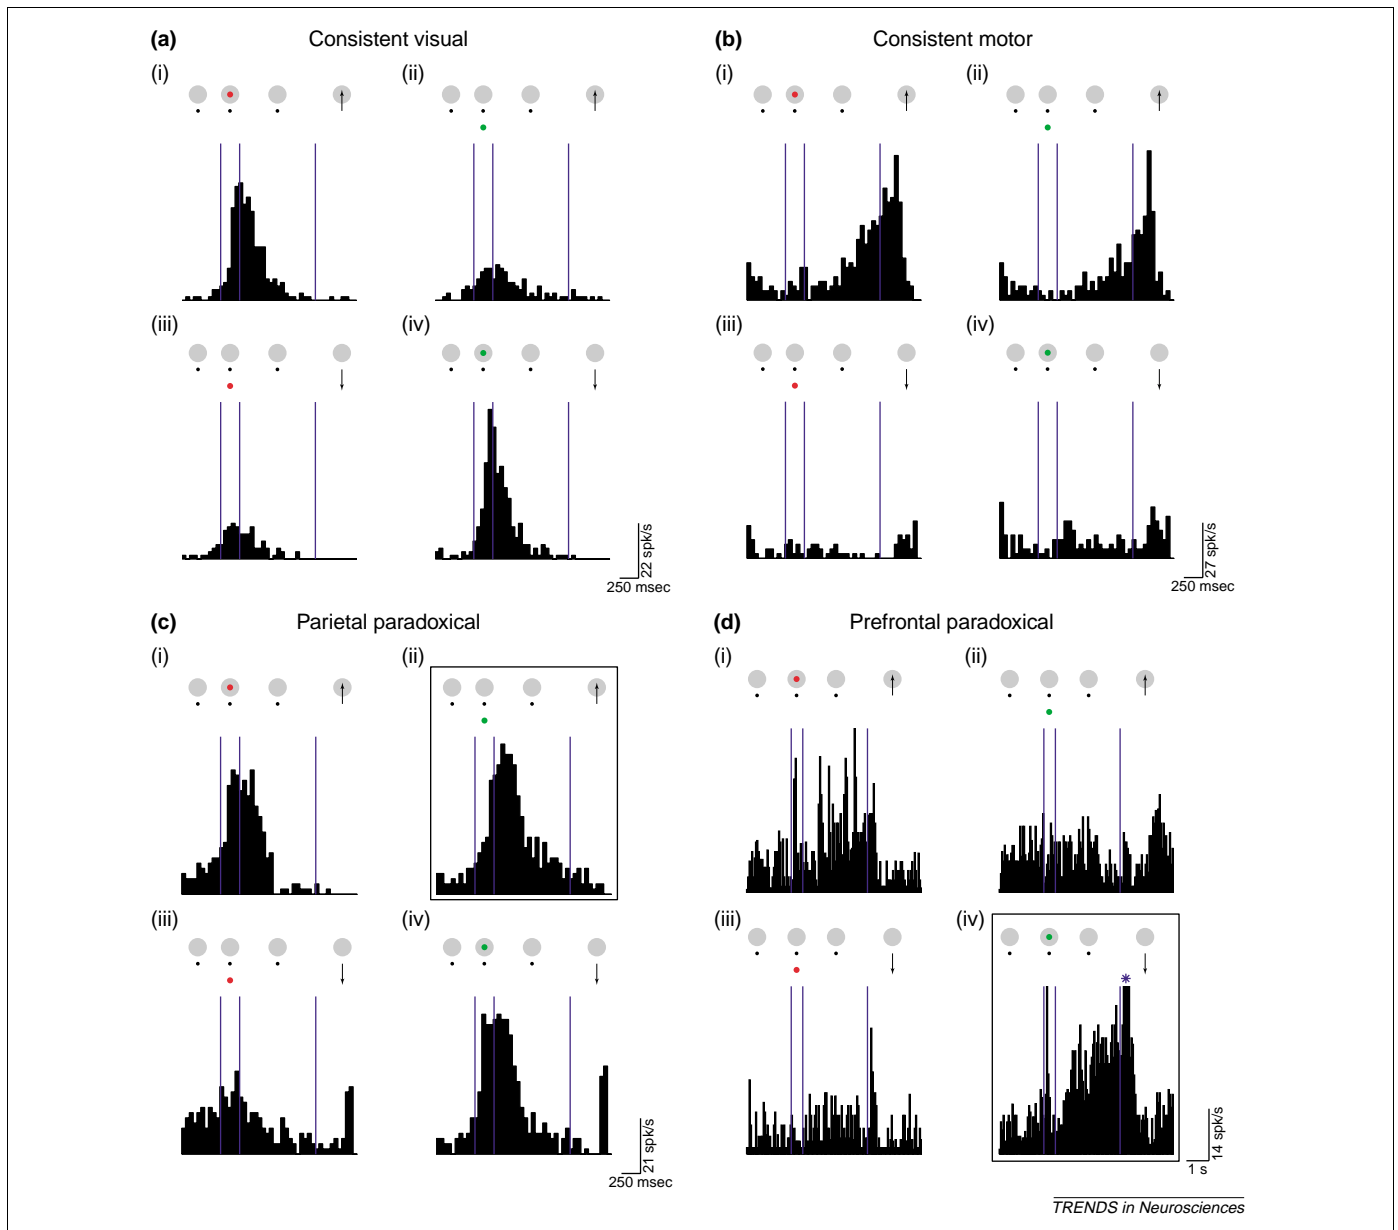 (a) Consistent visual
(b) Consistent motor
(i) (ii) (i) (ii)
(iii) (iv) (iii) (iv)
22 spk/s
250 msec
27 spk/s
250 msec
(c) Parietal paradoxical
(d) Prefrontal paradoxical
(i) (ii) (i) (ii)
(iii) (iv) (iii) (iv)
*
21 spk/s
250 msec
14 spk/s
1 s
TRENDS in Neurosciences